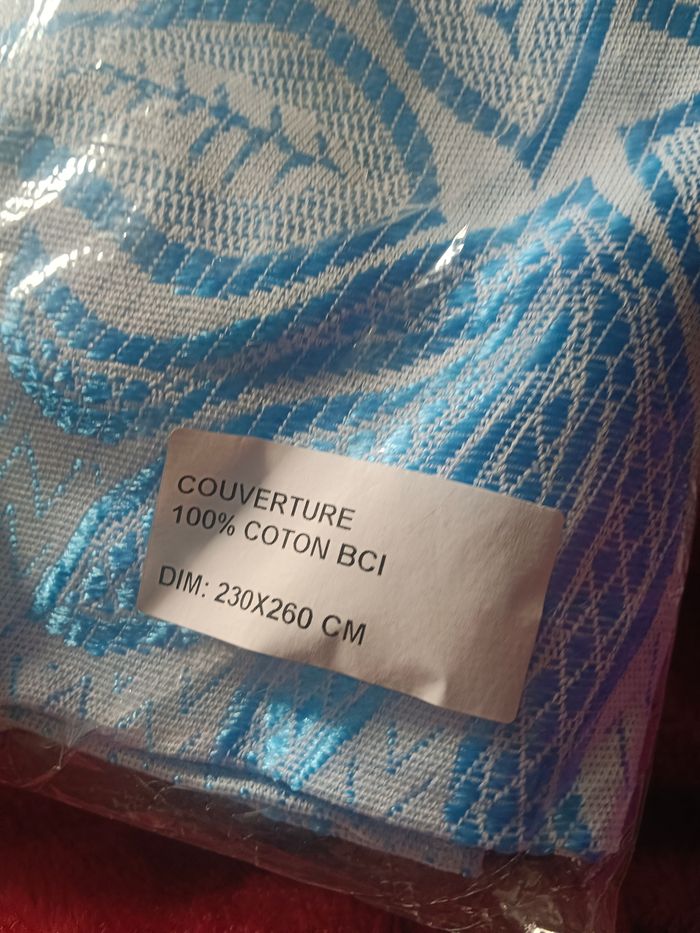 COUVERTURE
100% COTON BCI
DIM: 230X260 CM